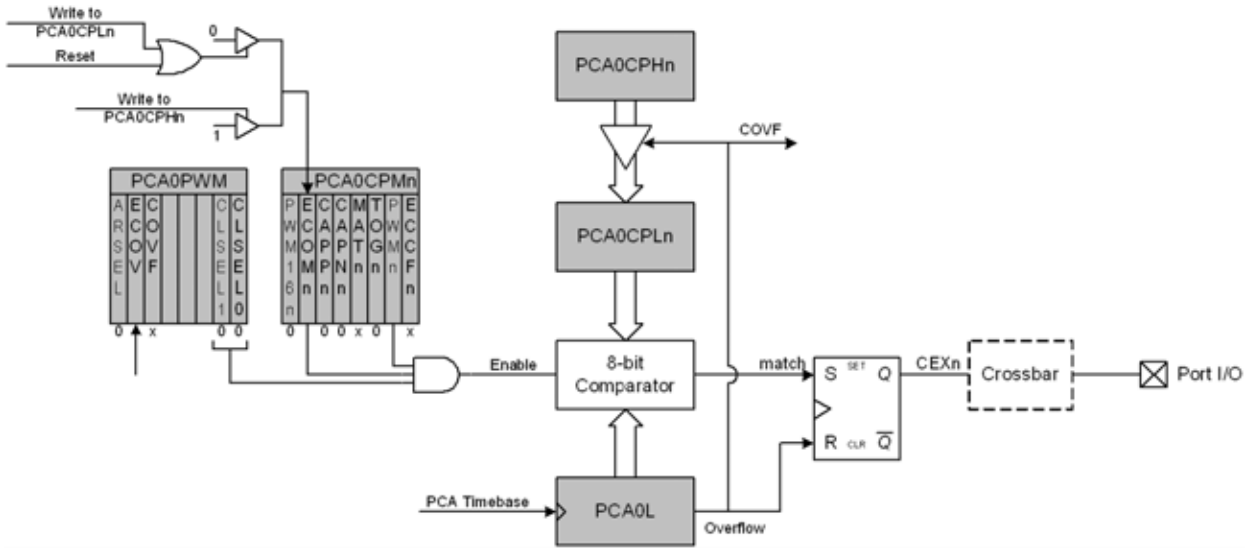 Write to
PCA0CPLn
Reset
0
Write to
PCA0CPHn
1
PCA0CPHn
COVF
PCA0PWM
ARSEL
ECOV
COVF
CLSEL1
CLSEL0
0
x
0
0
PCA0CPMn
PWM16n
ECOMn
CAPPn
CAPNn
MATn
TOGn
PWMn
ECCFn
0
0
0
x
0
x
PCA0CPLn
Enable
8-bit
Comparator
match
S SET Q
R CLR Q
CEXn
Crossbar
Port I/O
PCA Timebase
PCA0L
Overflow